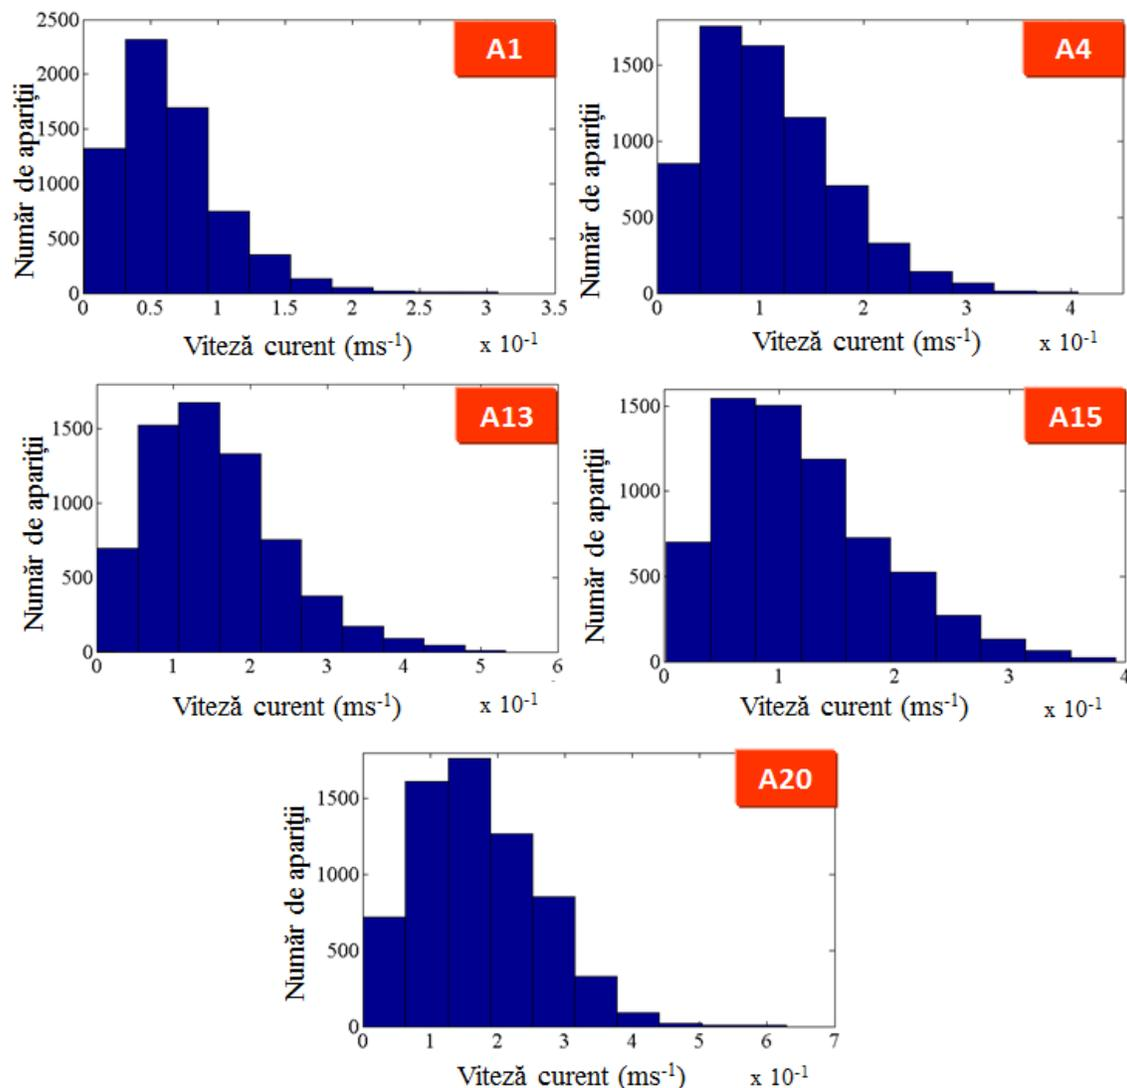 A1
2500
2000
1500
1000
500
0
Număr de apariții
0 0.5 1 1.5 2 2.5 3 3.5
Viteză curent (ms-1) x 10-1
A4
1500
1000
500
0
Număr de apariții
0 1 2 3 4
Viteză curent (ms-1) x 10-1
A13
1500
1000
500
0
Număr de apariții
0 1 2 3 4 5 6
Viteză curent (ms-1) x 10-1
A15
1500
1000
500
0
Număr de apariții
0 1 2 3 4
Viteză curent (ms-1) x 10-1
A20
1500
1000
500
0
Număr de apariții
0 1 2 3 4 5 6 7
Viteză curent (ms-1) x 10-1